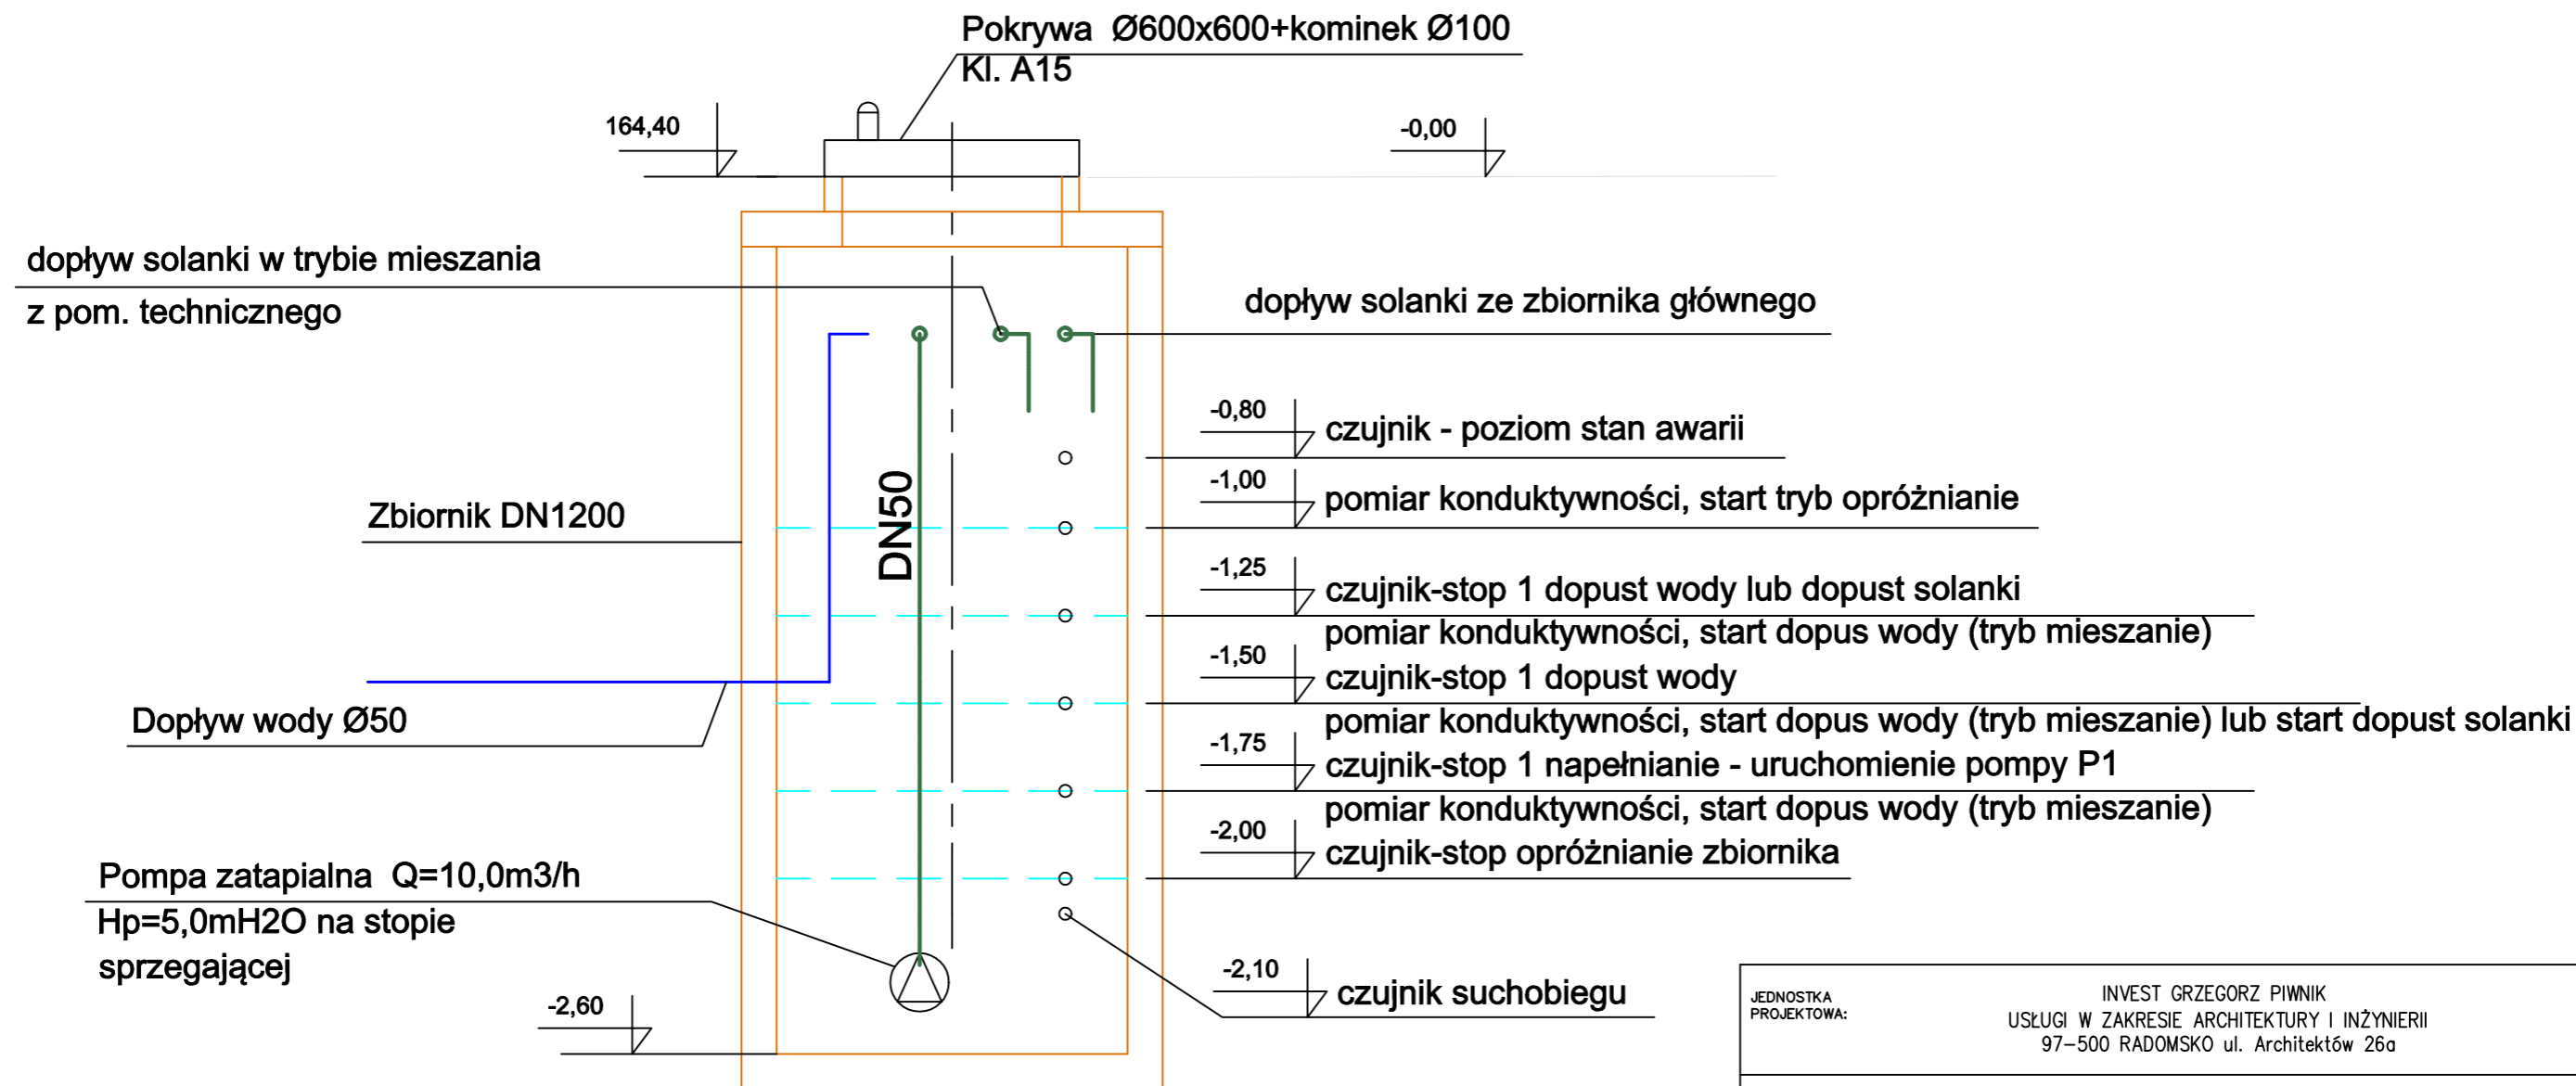 Pokrywa Ø600x600+kominek Ø100
Kl. A15
164,40
-0,00
dopływ solanki w trybie mieszania
z pom. technicznego
dopływ solanki ze zbiornika głównego
-0,80
czujnik - poziom stan awarii
-1,00
pomiar konduktywności, start tryb opróżnianie
Zbiornik DN1200
DN50
-1,25
czujnik-stop 1 dopust wody lub dopust solanki
pomiar konduktywności, start dopus wody (tryb mieszanie)
-1,50
czujnik-stop 1 dopust wody
Dopływ wody Ø50
pomiar konduktywności, start dopus wody (tryb mieszanie) lub start dopust solanki
-1,75
czujnik-stop 1 napełnianie - uruchomienie pompy P1
pomiar konduktywności, start dopus wody (tryb mieszanie)
-2,00
czujnik-stop opróżnianie zbiornika
Pompa zatapialna Q=10,0m3/h
Hp=5,0mH2O na stopie
sprzegającej
-2,10
czujnik suchobiegu
-2,60
JEDNOSTKA
PROJEKTOWA:
INVEST GRZEGORZ PIWNIK
USŁUGI W ZAKRESIE ARCHITEKTURY I INŻYNIERII
97-500 RADOMSKO ul. Architektów 26a